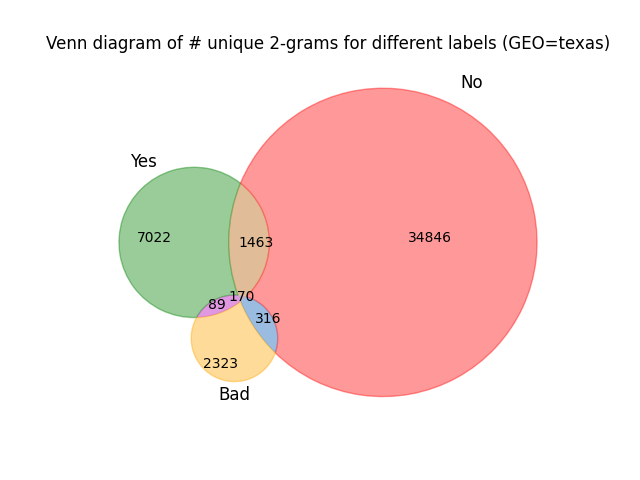 Venn diagram of # unique 2-grams for different labels (GEO=texas)
No
Yes
7022
1463
34846
89
170
316
2323
Bad